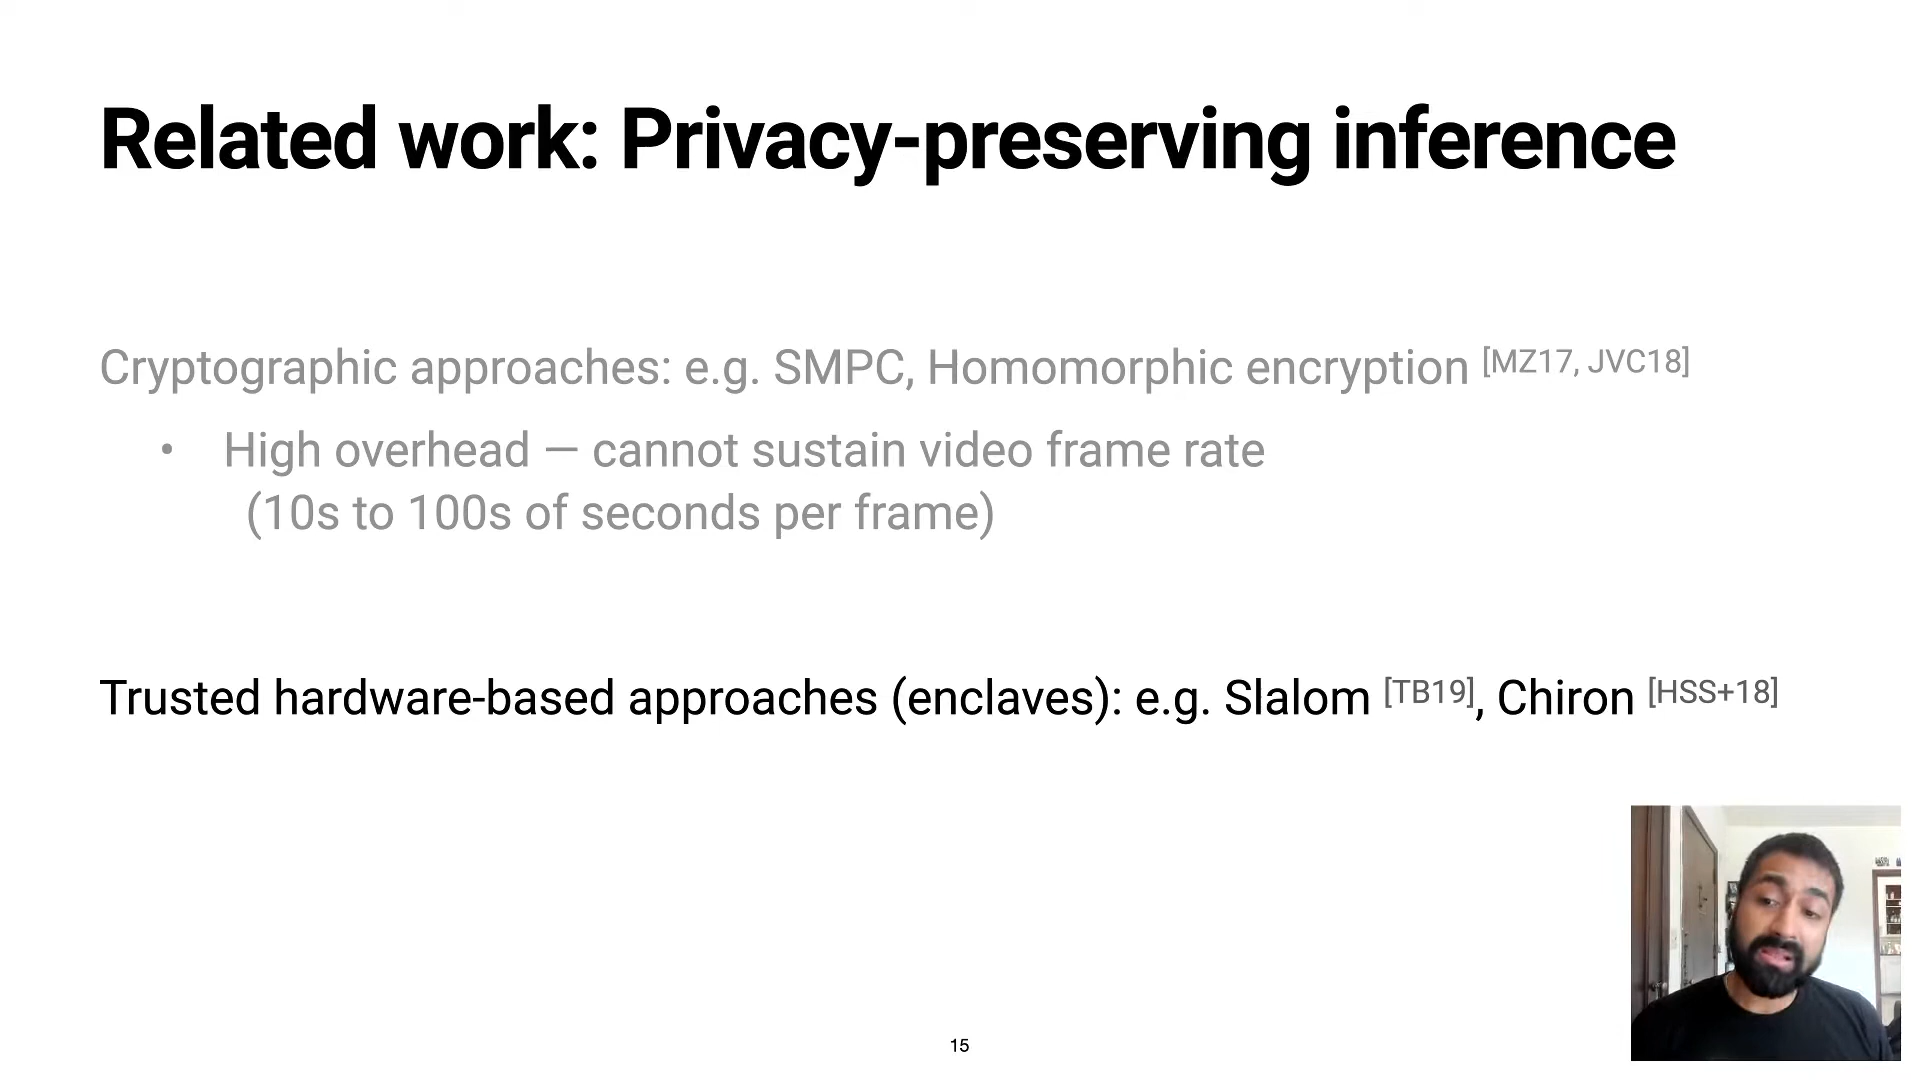 Related work: Privacy-preserving inference
Cryptographic approaches: e.g. SMPC, Homomorphic encryption [MZ17, JVC18]
• High overhead — cannot sustain video frame rate
(10s to 100s of seconds per frame)
Trusted hardware-based approaches (enclaves): e.g. Slalom [TB19], Chiron [HSS+18]
15